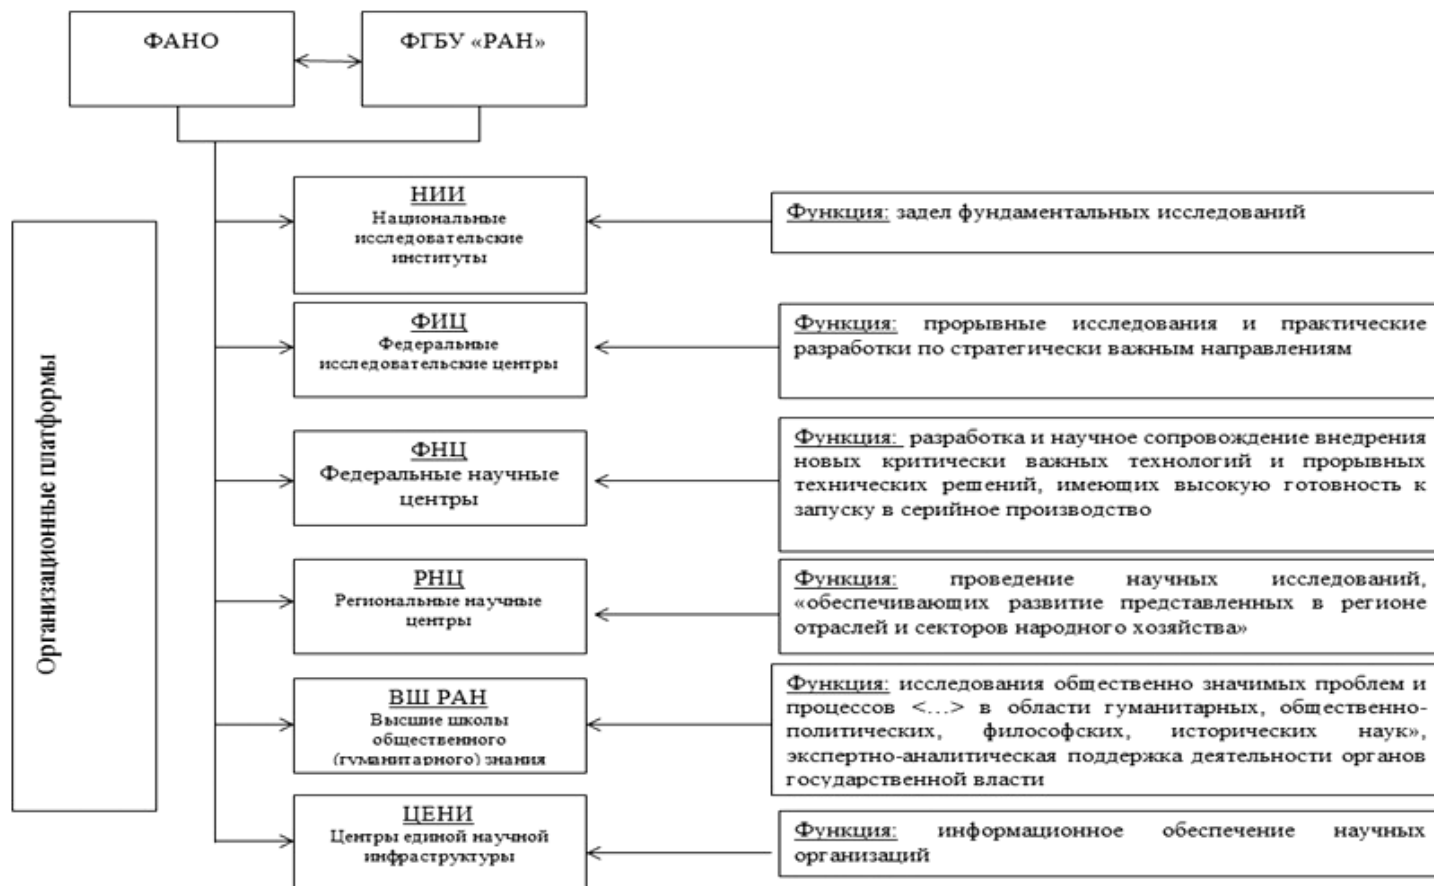 ФАНО
ФГБУ «РАН»
Организационные платформы
НИИ
Национальные
исследовательские
институты
Функция: задел фундаментальных исследований
ФИЦ
Федеральные
исследовательские центры
Функция: прорывные исследования и практические
разработки по стратегически важным направлениям
ФНЦ
Федеральные научные
центры
Функция: разработка и научное сопровождение внедрения
новых критически важных технологий и прорывных
технических решений, имеющих высокую готовность к
запуску в серийное производство
РНЦ
Региональные научные
центры
Функция: проведение научных исследований,
«обеспечивающих развитие представленных в регионе
отраслей и секторов народного хозяйства»
ВШ РАН
Высшие школы
общественного
(гуманитарного) знания
Функция: исследования общественно значимых проблем и
процессов <...> в области гуманитарных, общественно-
политических, философских, исторических наук»,
экспертно-аналитическая поддержка деятельности органов
государственной власти
ЦЕНИ
Центры единой научной
инфраструктуры
Функция: информационное обеспечение научных
организаций